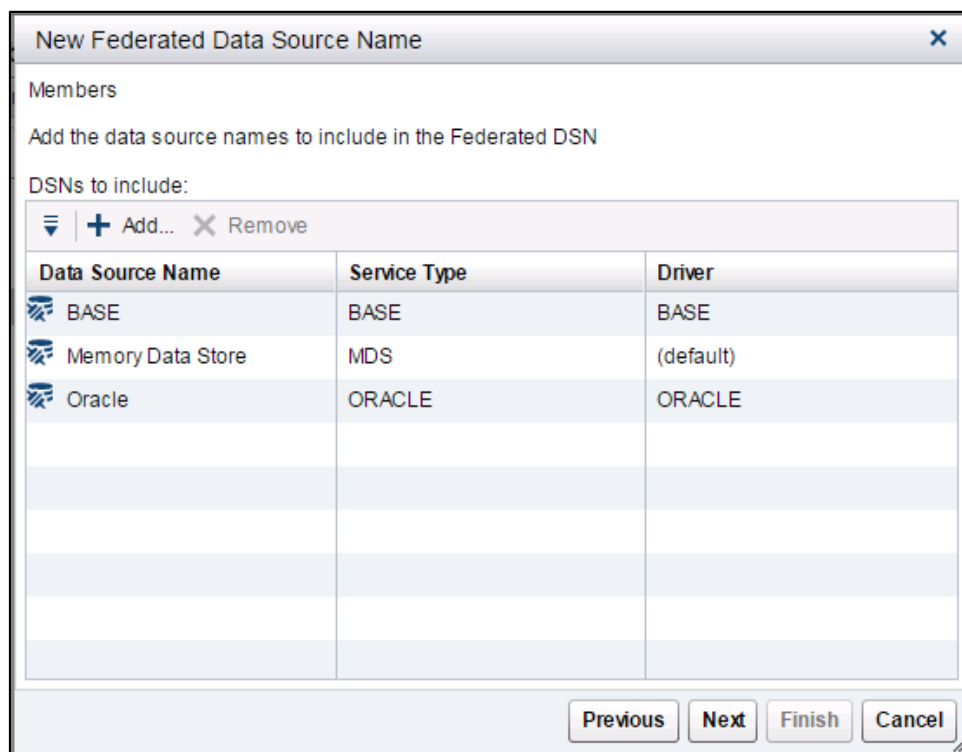 New Federated Data Source Name
Members
Add the data source names to include in the Federated DSN
DSNs to include:
Add... Remove
Data Source Name Service Type Driver
BASE BASE BASE
Memory Data Store MDS (default)
Oracle ORACLE ORACLE
Previous Next Finish Cancel